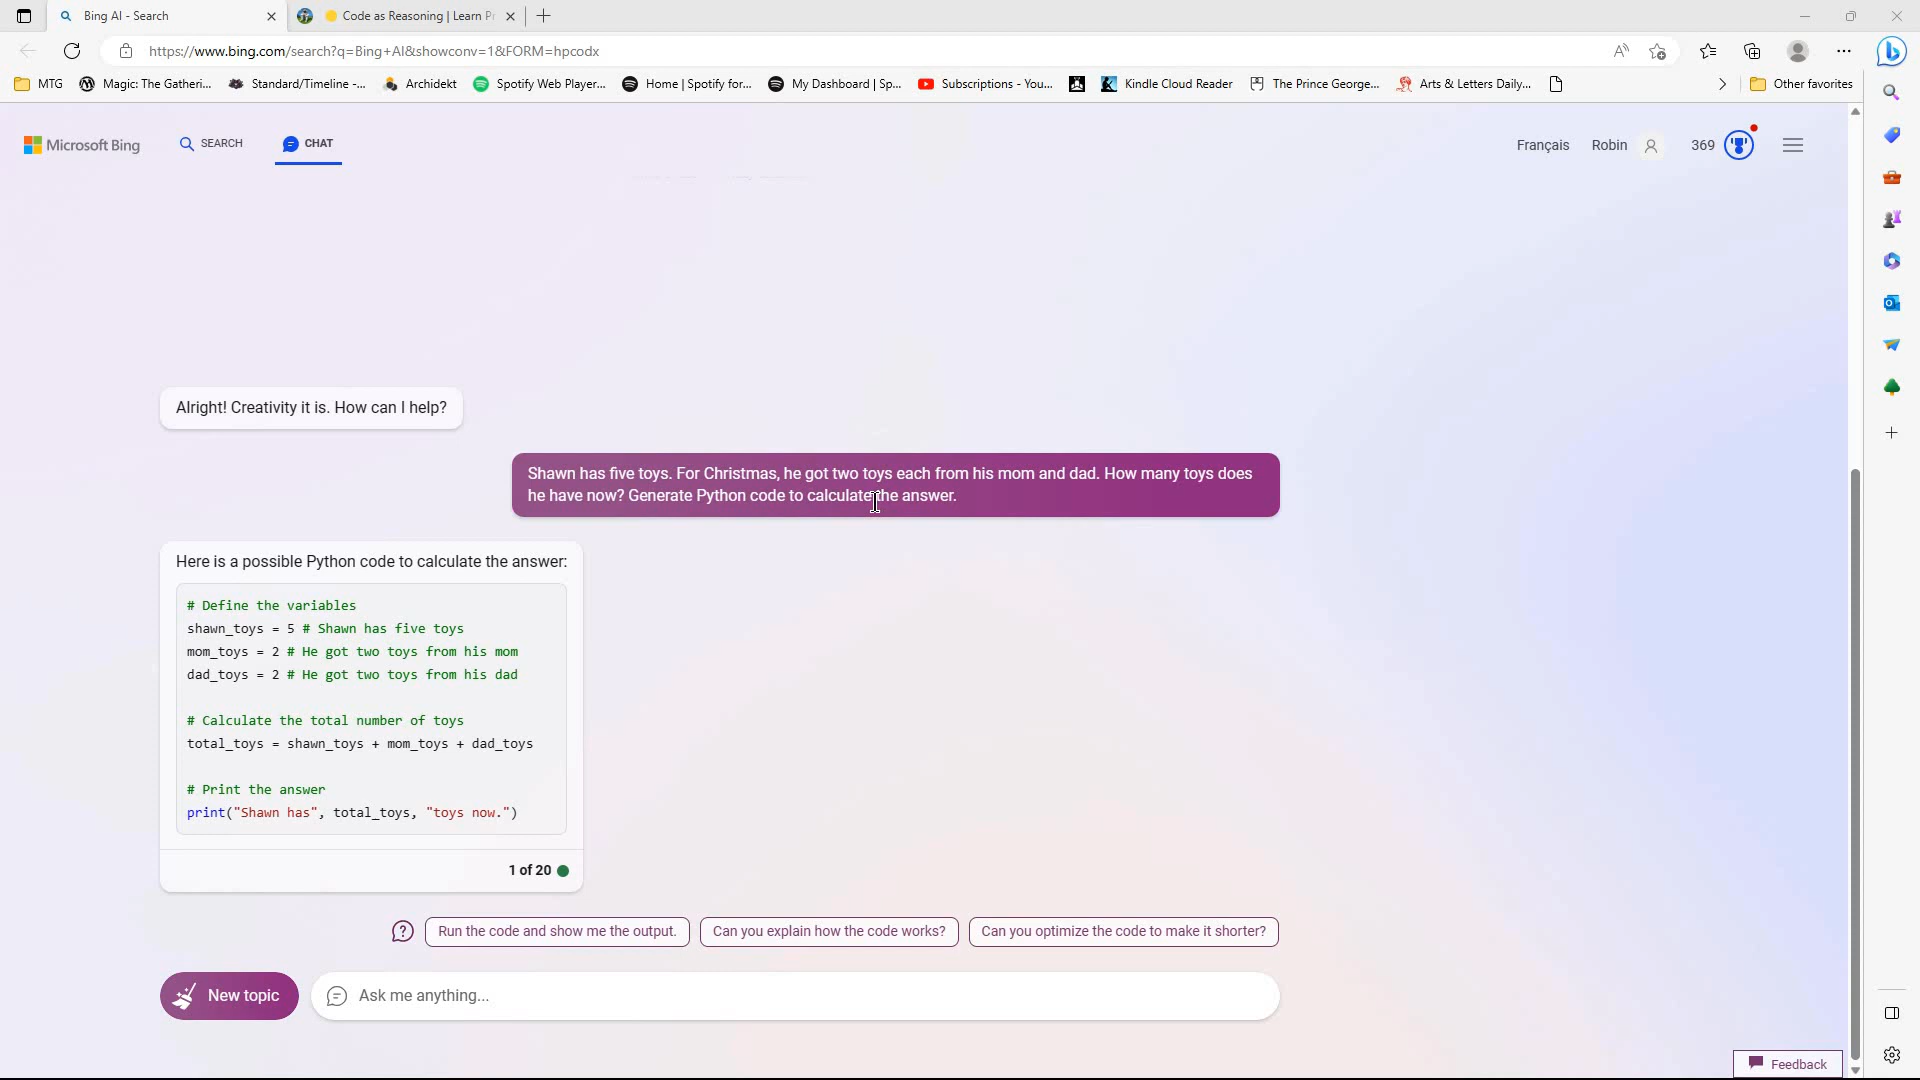 Bing AI - Search
Code as Reasoning | Learn Pr
https://www.bing.com/search?q=Bing+AI&showconv=1&FORM=hpcodx
MTG
Magic: The Gatheri...
Standard/Timeline -...
Archidekt
Spotify Web Player...
Home | Spotify for...
My Dashboard | Sp...
Subscriptions - You...
Kindle Cloud Reader
The Prince George...
Arts & Letters Daily...
Other favorites
Microsoft Bing
SEARCH
CHAT
Français
Robin
369
Alright! Creativity it is. How can I help?
Shawn has five toys. For Christmas, he got two toys each from his mom and dad. How many toys does
he have now? Generate Python code to calculate the answer.
Here is a possible Python code to calculate the answer:
# Define the variables
shawn_toys = 5 # Shawn has five toys
mom_toys = 2 # He got two toys from his mom
dad_toys = 2 # He got two toys from his dad
# Calculate the total number of toys
total_toys = shawn_toys + mom_toys + dad_toys
# Print the answer
print("Shawn has", total_toys, "toys now.")
1 of 20
Run the code and show me the output.
Can you explain how the code works?
Can you optimize the code to make it shorter?
New topic
Ask me anything...
Feedback